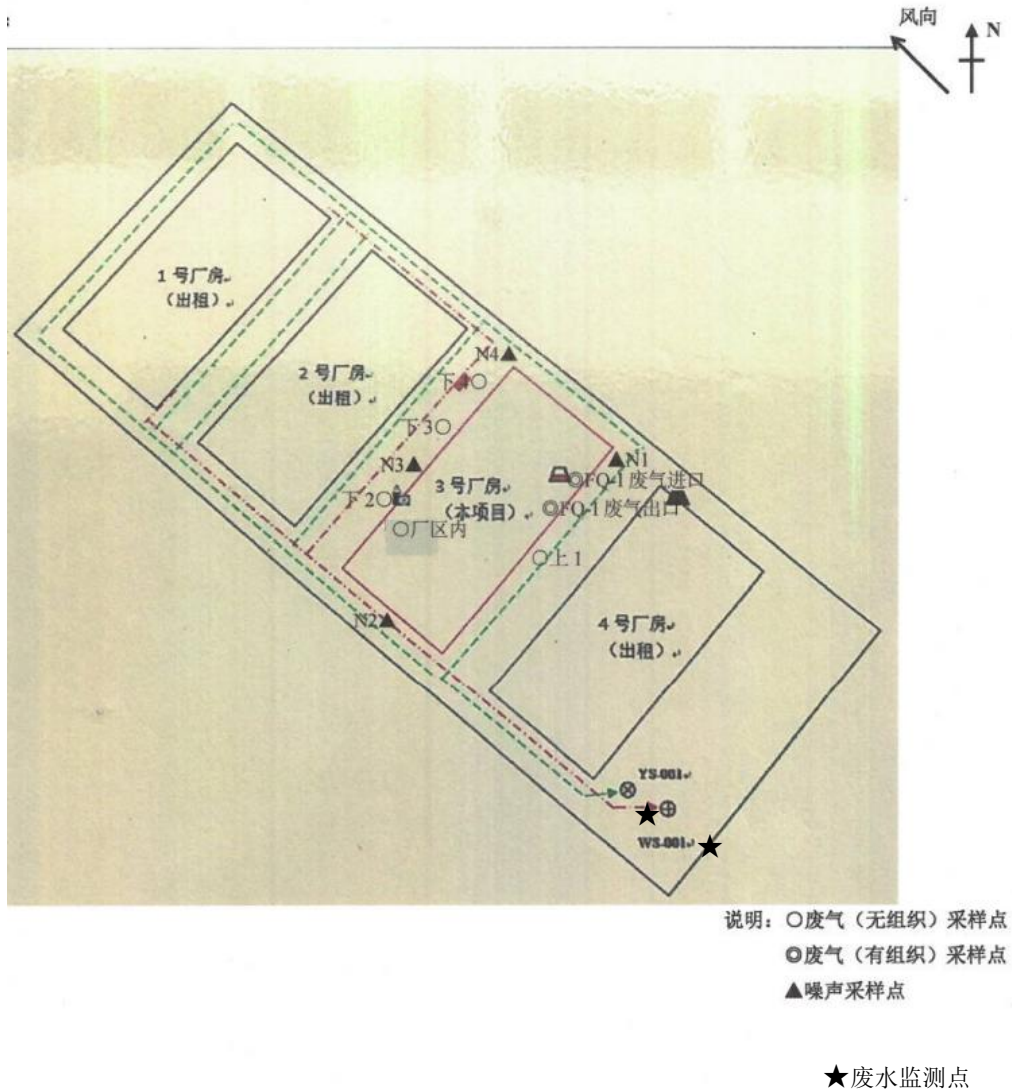 风向
N
1号厂房
（出租）
2号厂房
（出租）
N4
下4
下3
N3
N1
FQ-1废气进口
3号厂房
（本项目）
下2
FQ-1废气出口
厂区内
上1
N2
4号厂房
（出租）
YS-001
WS-001
说明：○废气（无组织）采样点
◎废气（有组织）采样点
▲噪声采样点
★废水监测点